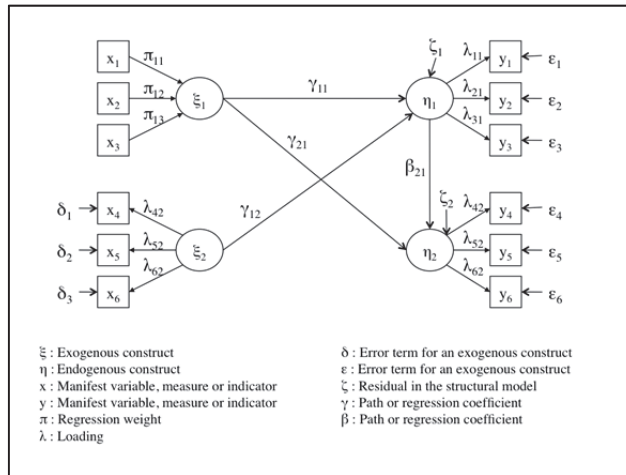 x₁ π₁₁ ζ₁ λ₁₁ y₁ ε₁
x₂ π₁₂ ξ₁ γ₁₁ η₁ λ₂₁ y₂ ε₂
x₃ π₁₃ γ₂₁ λ₃₁ y₃ ε₃
β₂₁
γ₁₂ ζ₂
δ₁ x₄ λ₄₂ λ₄₂ y₄ ε₄
δ₂ x₅ λ₅₂ ξ₂ η₂ λ₅₂ y₅ ε₅
δ₃ x₆ λ₆₂ λ₆₂ y₆ ε₆
ξ : Exogenous construct
η : Endogenous construct
x : Manifest variable, measure or indicator
y : Manifest variable, measure or indicator
π : Regression weight
λ : Loading
δ : Error term for an exogenous construct
ε : Error term for an exogenous construct
ζ : Residual in the structural model
γ : Path or regression coefficient
β : Path or regression coefficient